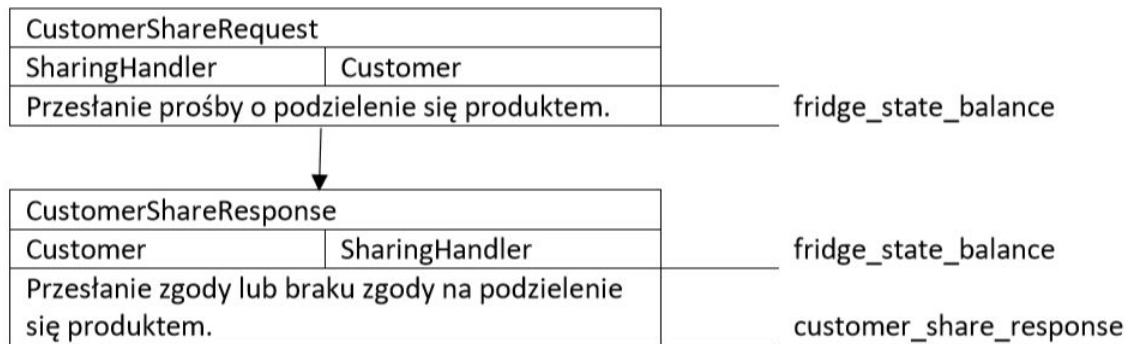 CustomerShareRequest
SharingHandler Customer
Przesłanie prośby o podzielenie się produktem. fridge_state_balance
CustomerShareResponse
Customer SharingHandler fridge_state_balance
Przesłanie zgody lub braku zgody na podzielenie
się produktem. customer_share_response